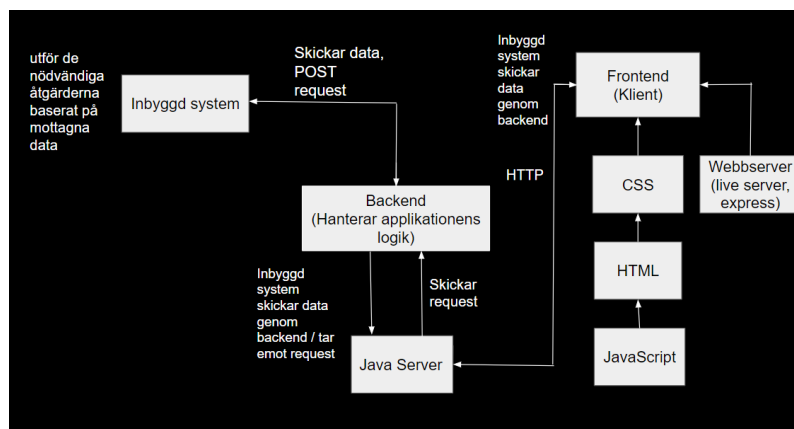 utför de
nödvändiga
åtgärderna
baserat på
mottagna
data
Inbyggd system
Skickar data,
POST
request
Inbyggd
system
skickar
data
genom
backend
Frontend
(Klient)
HTTP
CSS
Webbserver
(live server,
express)
Backend
(Hanterar applikationens
logik)
HTML
Inbyggd
system
skickar data
genom
backend / tar
emot request
Skickar
request
Java Server
JavaScript